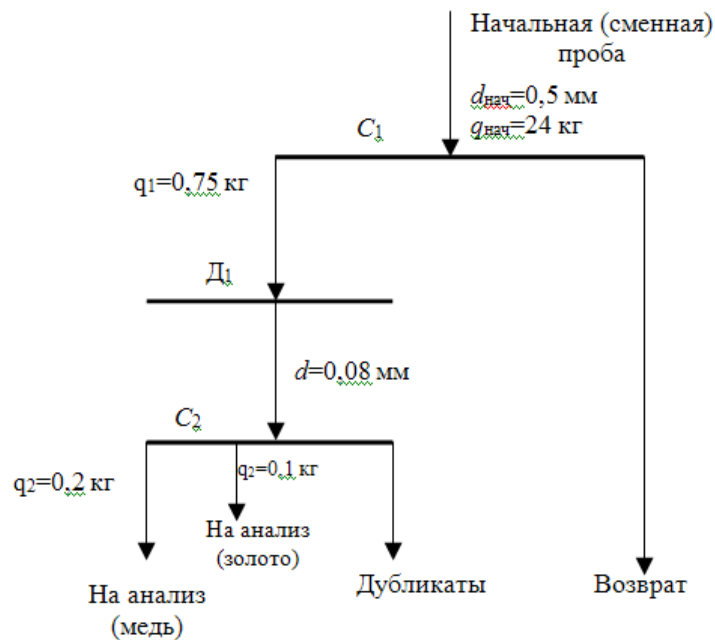 Начальная (сменная)
проба
dнач=0,5 мм
qнач=24 кг
C1
q1=0,75 кг
Д1
d=0,08 мм
C2
q2=0,2 кг
q2=0,1 кг
На анализ
(золото)
На анализ
(медь)
Дубликаты
Возврат